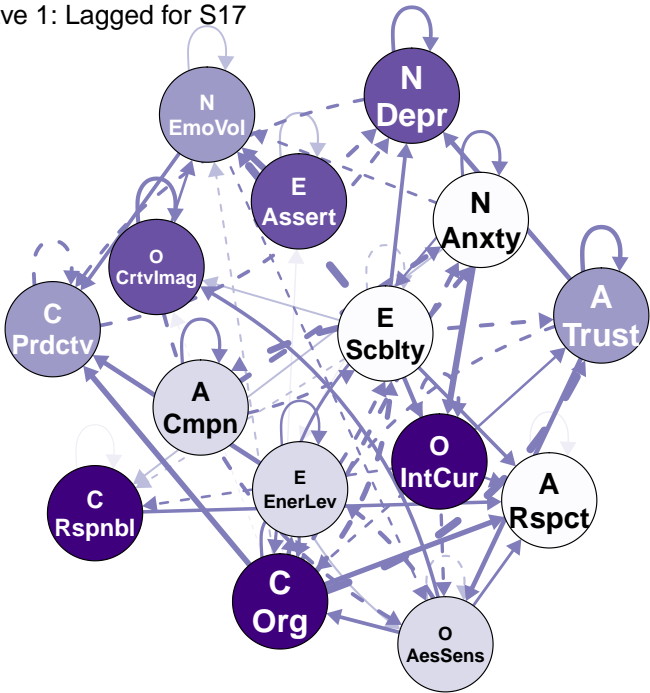 ve 1: Lagged for S17
N
EmoVol
N
Depr
E
Assert
N
Anxty
O
CrtvImag
C
Prdctv
E
Scblty
A
Trust
A
Cmpn
O
IntCur
E
EnerLev
A
Rspct
C
Rspnbl
C
Org
O
AesSens